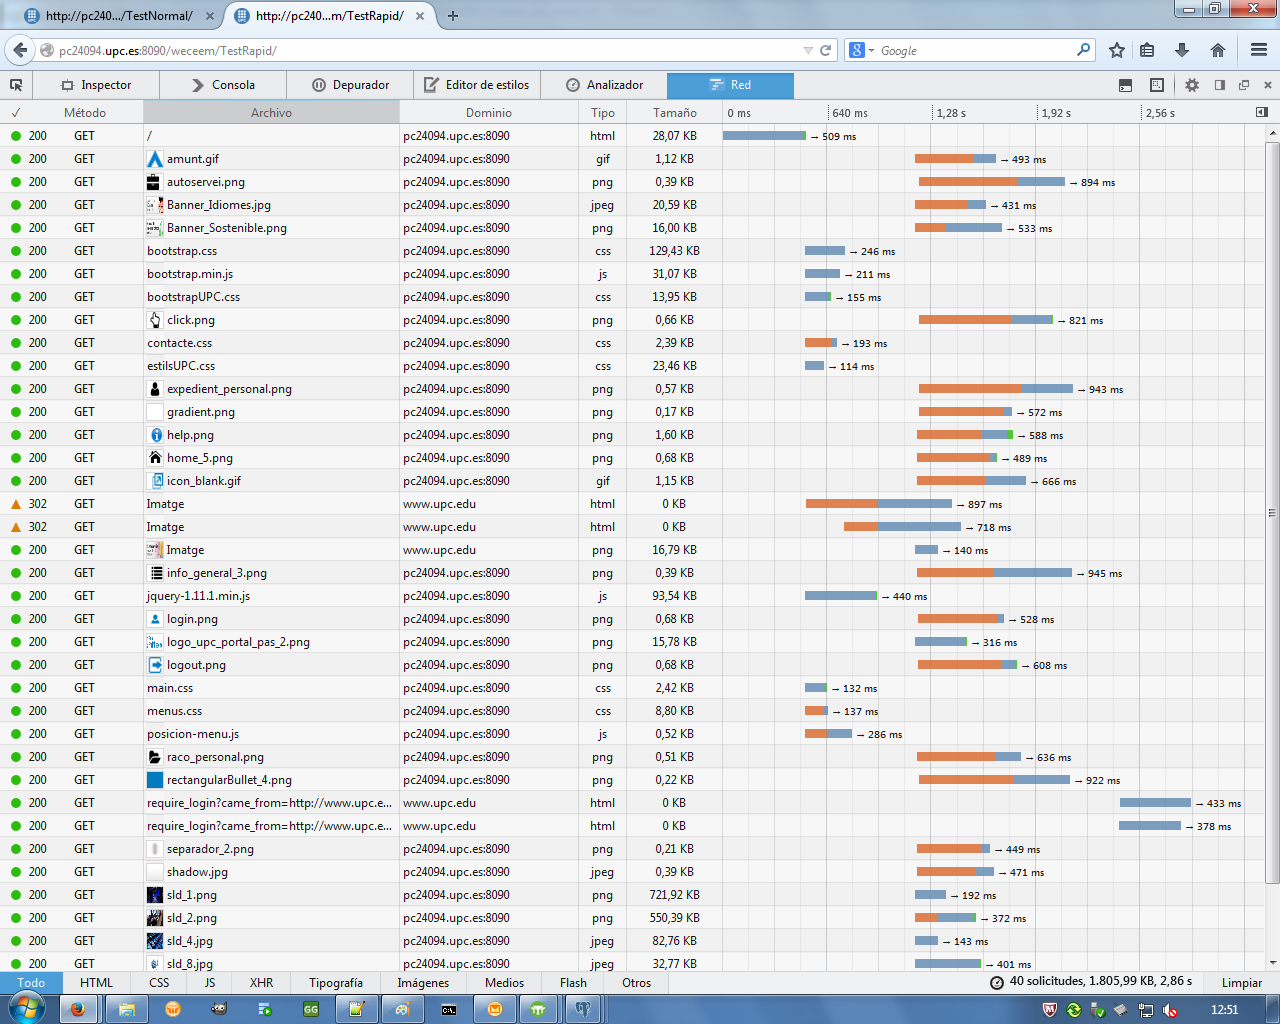 http://pc240.../TestNormal/ × http://pc240...m/TestRapid/ × +
pc24094.upc.es:8090/weceem/TestRapid/ Google
Inspector Consola Depurador Editor de estilos Analizador Red
✓ Método Archivo Dominio Tipo Tamaño 0 ms 640 ms 1,28 s 1,92 s 2,56 s
200 GET / pc24094.upc.es:8090 html 28,07 KB → 509 ms
200 GET amunt.gif pc24094.upc.es:8090 gif 1,12 KB → 493 ms
200 GET autoservei.png pc24094.upc.es:8090 png 0,39 KB → 894 ms
200 GET Banner_Idiomes.jpg pc24094.upc.es:8090 jpeg 20,59 KB → 431 ms
200 GET Banner_Sostenible.png pc24094.upc.es:8090 png 16,00 KB → 533 ms
200 GET bootstrap.css pc24094.upc.es:8090 css 129,43 KB → 246 ms
200 GET bootstrap.min.js pc24094.upc.es:8090 js 31,07 KB → 211 ms
200 GET bootstrapUPC.css pc24094.upc.es:8090 css 13,95 KB → 155 ms
200 GET click.png pc24094.upc.es:8090 png 0,66 KB → 821 ms
200 GET contacte.css pc24094.upc.es:8090 css 2,39 KB → 193 ms
200 GET estilsUPC.css pc24094.upc.es:8090 css 23,46 KB → 114 ms
200 GET expedient_personal.png pc24094.upc.es:8090 png 0,57 KB → 943 ms
200 GET gradient.png pc24094.upc.es:8090 png 0,17 KB → 572 ms
200 GET help.png pc24094.upc.es:8090 png 1,60 KB → 588 ms
200 GET home_5.png pc24094.upc.es:8090 png 0,68 KB → 489 ms
200 GET icon_blank.gif pc24094.upc.es:8090 gif 1,15 KB → 666 ms
302 GET Imatge www.upc.edu html 0 KB → 897 ms
302 GET Imatge www.upc.edu html 0 KB → 718 ms
200 GET Imatge www.upc.edu png 16,79 KB → 140 ms
200 GET info_general_3.png pc24094.upc.es:8090 png 0,39 KB → 945 ms
200 GET jquery-1.11.1.min.js pc24094.upc.es:8090 js 93,54 KB → 440 ms
200 GET login.png pc24094.upc.es:8090 png 0,68 KB → 528 ms
200 GET logo_upc_portal_pas_2.png pc24094.upc.es:8090 png 15,78 KB → 316 ms
200 GET logout.png pc24094.upc.es:8090 png 0,68 KB → 608 ms
200 GET main.css pc24094.upc.es:8090 css 2,42 KB → 132 ms
200 GET menus.css pc24094.upc.es:8090 css 8,80 KB → 137 ms
200 GET posicion-menu.js pc24094.upc.es:8090 js 0,52 KB → 286 ms
200 GET raco_personal.png pc24094.upc.es:8090 png 0,51 KB → 636 ms
200 GET rectangularBullet_4.png pc24094.upc.es:8090 png 0,22 KB → 922 ms
200 GET require_login?came_from=http://www.upc.e... www.upc.edu html 0 KB → 433 ms
200 GET require_login?came_from=http://www.upc.e... www.upc.edu html 0 KB → 378 ms
200 GET separador_2.png pc24094.upc.es:8090 png 0,21 KB → 449 ms
200 GET shadow.jpg pc24094.upc.es:8090 jpeg 0,39 KB → 471 ms
200 GET sld_1.png pc24094.upc.es:8090 png 721,92 KB → 192 ms
200 GET sld_2.png pc24094.upc.es:8090 png 550,39 KB → 372 ms
200 GET sld_4.jpg pc24094.upc.es:8090 jpeg 82,76 KB → 143 ms
200 GET sld_8.jpg pc24094.upc.es:8090 jpeg 32,77 KB → 401 ms
Todo HTML CSS JS XHR Tipografía Imágenes Medios Flash Otros 40 solicitudes, 1.805,99 KB, 2,86 s Limpiar
12:51